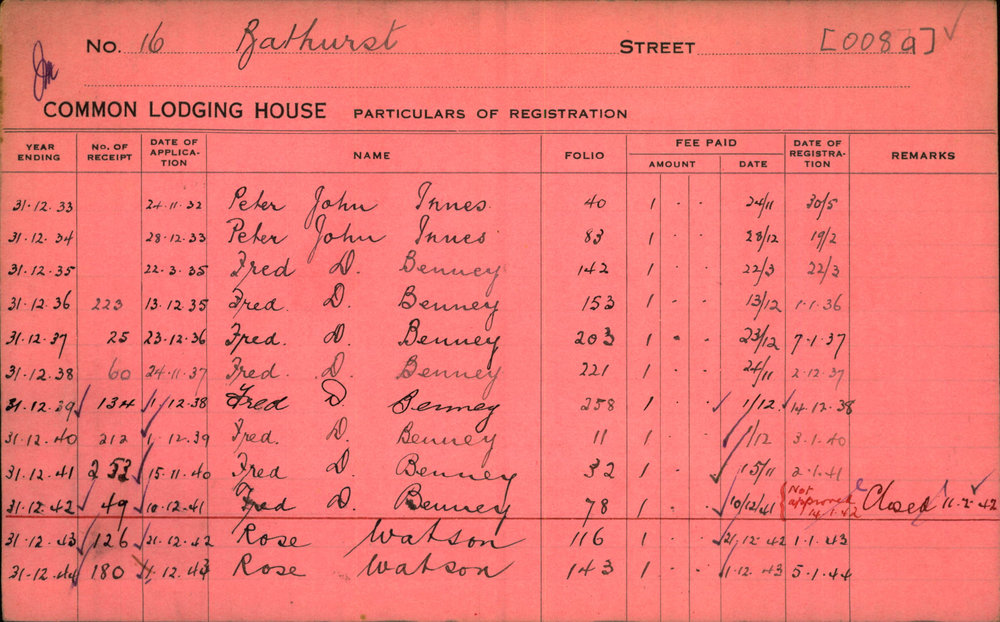 No. 16 Bathurst STREET [0089]
COMMON LODGING HOUSE PARTICULARS OF REGISTRATION
YEAR ENDING No. OF RECEIPT DATE OF APPLICATION NAME FOLIO FEE PAID AMOUNT DATE DATE OF REGISTRATION REMARKS
31.12.33 24.11.32 Peter John Innes 40 1 . . 24/11 30/5
31.12.34 28.12.33 Peter John Innes 83 1 . . 28/12 19/2
31.12.35 22.3.35 Fred D. Benney 142 1 . . 22/3 22/3
31.12.36 223 13.12.35 Fred. D. Benney 153 1 . . 13/12 1.1.36
31.12.37 25 23.12.36 Fred. D. Benney 203 1 . . 23/12 7.1.37
31.12.38 60 24.11.37 Fred. D. Benney 221 1 . . 24/11 2.12.37
31.12.39 134 1/12.38 Fred D Benney 258 1 . . 1/12 14.12.38
31.12.40 212 1.12.39 Fred. D. Benney 11 1 . . 1/12 3.1.40
31.12.41 253 15.11.40 Fred D. Benney 32 1 . . 15/11 2.1.41
31.12.42 49 10.12.41 Fred D. Benney 78 1 . . 10/12/41 Not approved 14.1.42 Closed 11.2.42
31.12.43 126 21.12.42 Rose Watson 116 1 . . 21.12.42 1.1.43
31.12.44 180 1.12.43 Rose Watson 143 1 . . 1.12.43 5.1.44